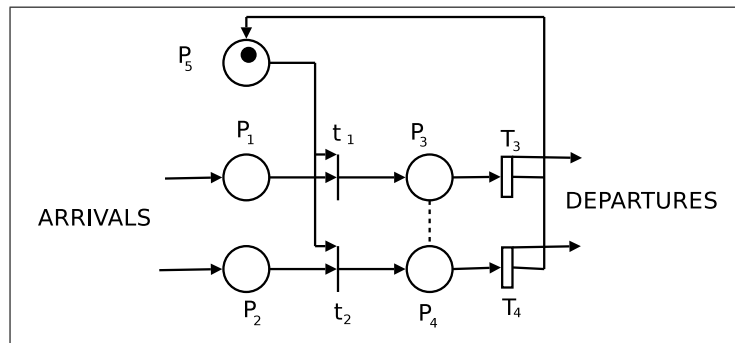 P5
P1
t1
P3
T3
ARRIVALS
DEPARTURES
P2
t2
P4
T4